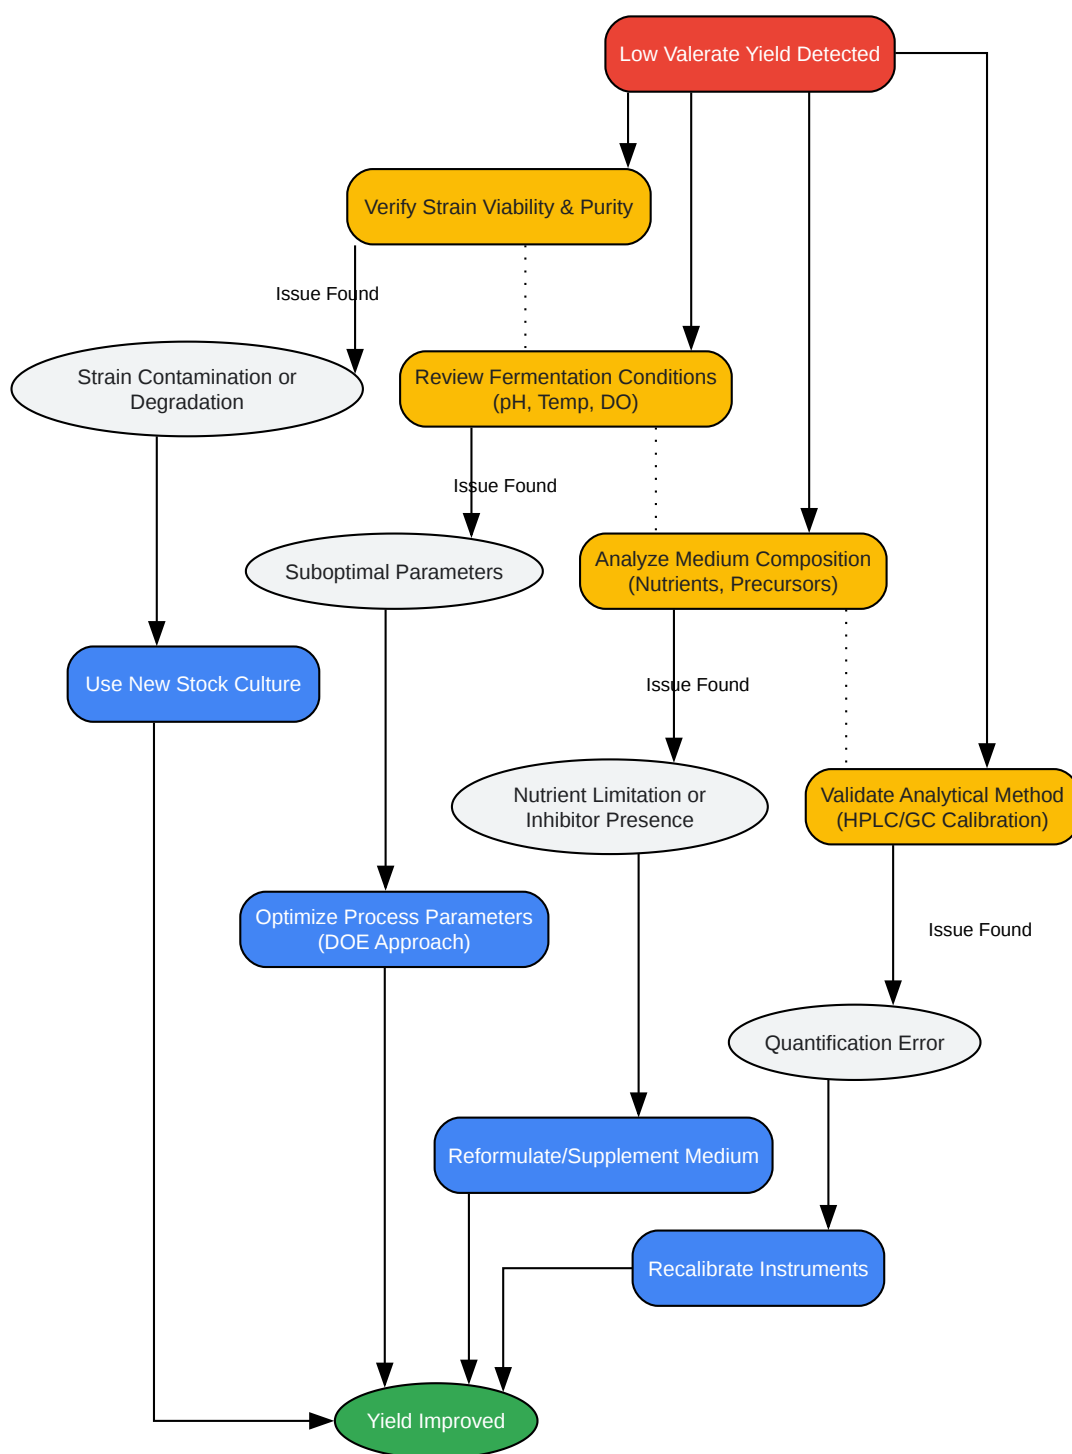 Low Valerate Yield Detected
Verify Strain Viability & Purity
Issue Found
Strain Contamination or
Degradation
Review Fermentation Conditions
(pH, Temp, DO)
Issue Found
Suboptimal Parameters
Analyze Medium Composition
(Nutrients, Precursors)
Use New Stock Culture
Issue Found
Nutrient Limitation or
Inhibitor Presence
Validate Analytical Method
(HPLC/GC Calibration)
Optimize Process Parameters
(DOE Approach)
Issue Found
Quantification Error
Reformulate/Supplement Medium
Recalibrate Instruments
Yield Improved